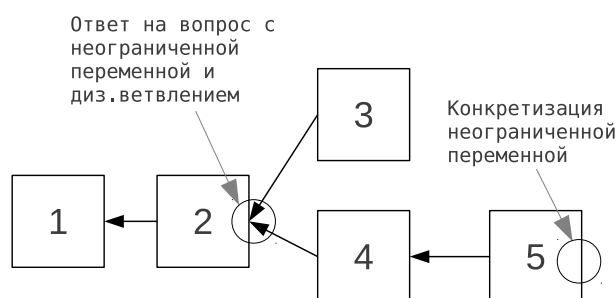 Ответ на вопрос с
неограниченной
переменной и
диз.ветвлением
3
Конкретизация
неограниченной
переменной
1
2
4
5